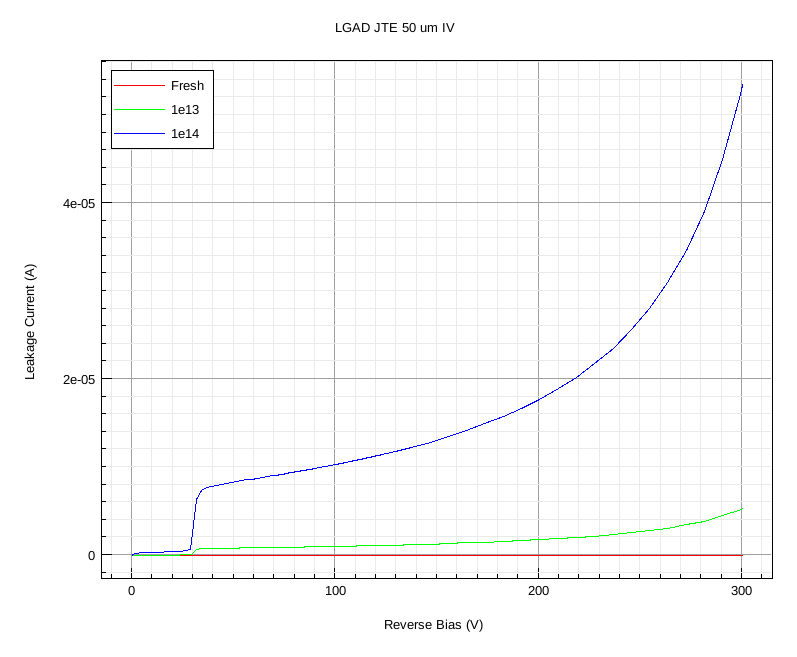 LGAD JTE 50 um IV
Fresh
1e13
1e14
4e-05
2e-05
0
Leakage Current (A)
0 100 200 300
Reverse Bias (V)